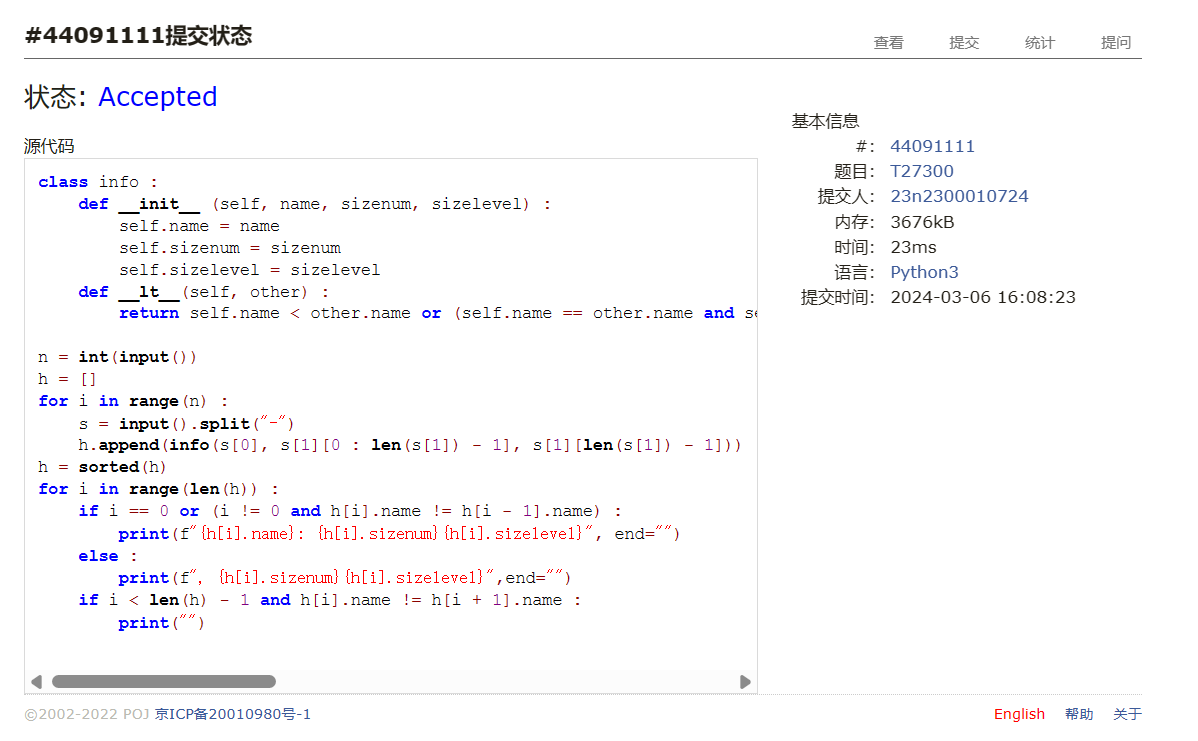 #44091111提交状态
查看 提交 统计 提问
状态: Accepted
源代码
class info :
    def __init__ (self, name, sizenum, sizelevel) :
        self.name = name
        self.sizenum = sizenum
        self.sizelevel = sizelevel
    def __lt__(self, other) :
        return self.name < other.name or (self.name == other.name and se
n = int(input())
h = []
for i in range(n) :
    s = input().split("-")
    h.append(info(s[0], s[1][0 : len(s[1]) - 1], s[1][len(s[1]) - 1]))
h = sorted(h)
for i in range(len(h)) :
    if i == 0 or (i != 0 and h[i].name != h[i - 1].name) :
        print(f"{h[i].name}: {h[i].sizenum}{h[i].sizelevel}", end="")
    else :
        print(f", {h[i].sizenum}{h[i].sizelevel}",end="")
    if i < len(h) - 1 and h[i].name != h[i + 1].name :
        print("")
基本信息
#: 44091111
题目: T27300
提交人: 23n2300010724
内存: 3676kB
时间: 23ms
语言: Python3
提交时间: 2024-03-06 16:08:23
©2002-2022 POJ 京ICP备20010980号-1
English 帮助 关于